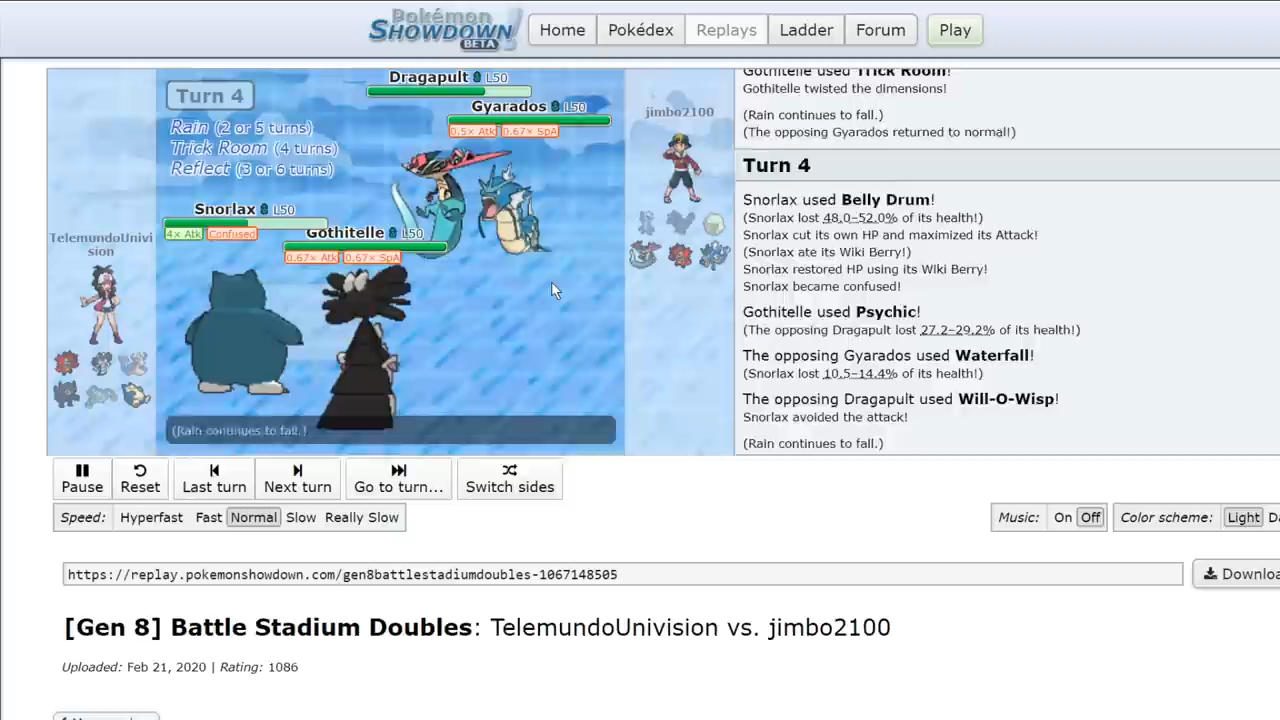 Pokémon
SHOWDOWN!
BETA
Home
Pokédex
Replays
Ladder
Forum
Play
Turn 4
Rain (2 or 5 turns)
Trick Room (4 turns)
Reflect (3 or 6 turns)
Dragapult L50
Gyarados L50
0.5× Atk 0.67× SpA
Snorlax L50
4× Atk Confused
Gothitelle L50
0.67× Atk 0.67× SpA
TelemundoUnivi
sion
jimbo2100
(Rain continues to fall.)
Gothitelle used Trick Room!
Gothitelle twisted the dimensions!
(Rain continues to fall.)
(The opposing Gyarados returned to normal!)
Turn 4
Snorlax used Belly Drum!
(Snorlax lost 48.0–52.0% of its health!)
Snorlax cut its own HP and maximized its Attack!
(Snorlax ate its Wiki Berry!)
Snorlax restored HP using its Wiki Berry!
Snorlax became confused!
Gothitelle used Psychic!
(The opposing Dragapult lost 27.2–29.2% of its health!)
The opposing Gyarados used Waterfall!
(Snorlax lost 10.5–14.4% of its health!)
The opposing Dragapult used Will-O-Wisp!
Snorlax avoided the attack!
(Rain continues to fall.)
Pause
Reset
Last turn
Next turn
Go to turn...
Switch sides
Speed: Hyperfast Fast Normal Slow Really Slow
Music: On Off
Color scheme: Light Da
https://replay.pokemonshowdown.com/gen8battlestadiumdoubles-1067148505
Downloa
[Gen 8] Battle Stadium Doubles: TelemundoUnivision vs. jimbo2100
Uploaded: Feb 21, 2020 | Rating: 1086